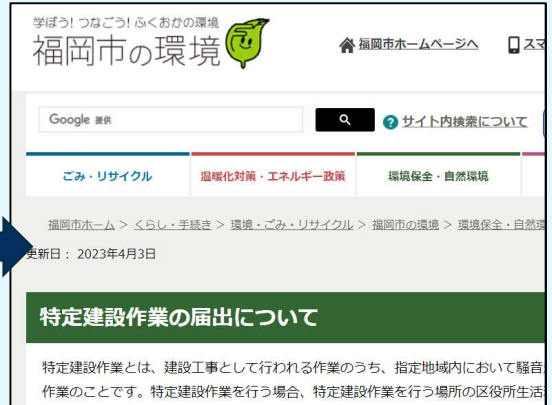 学ぼう! つなごう! ふくおかの環境
福岡市の環境
福岡市ホームページへ
スマ
Google 提供
サイト内検索について
ごみ・リサイクル
温暖化対策・エネルギー政策
環境保全・自然環境
福岡市ホーム > くらし・手続き > 環境・ごみ・リサイクル > 福岡市の環境 > 環境保全・自然環
更新日： 2023年4月3日
特定建設作業の届出について
特定建設作業とは、建設工事として行われる作業のうち、指定地域内において騒音
作業のことです。特定建設作業を行う場合、特定建設作業を行う場所の区役所生活